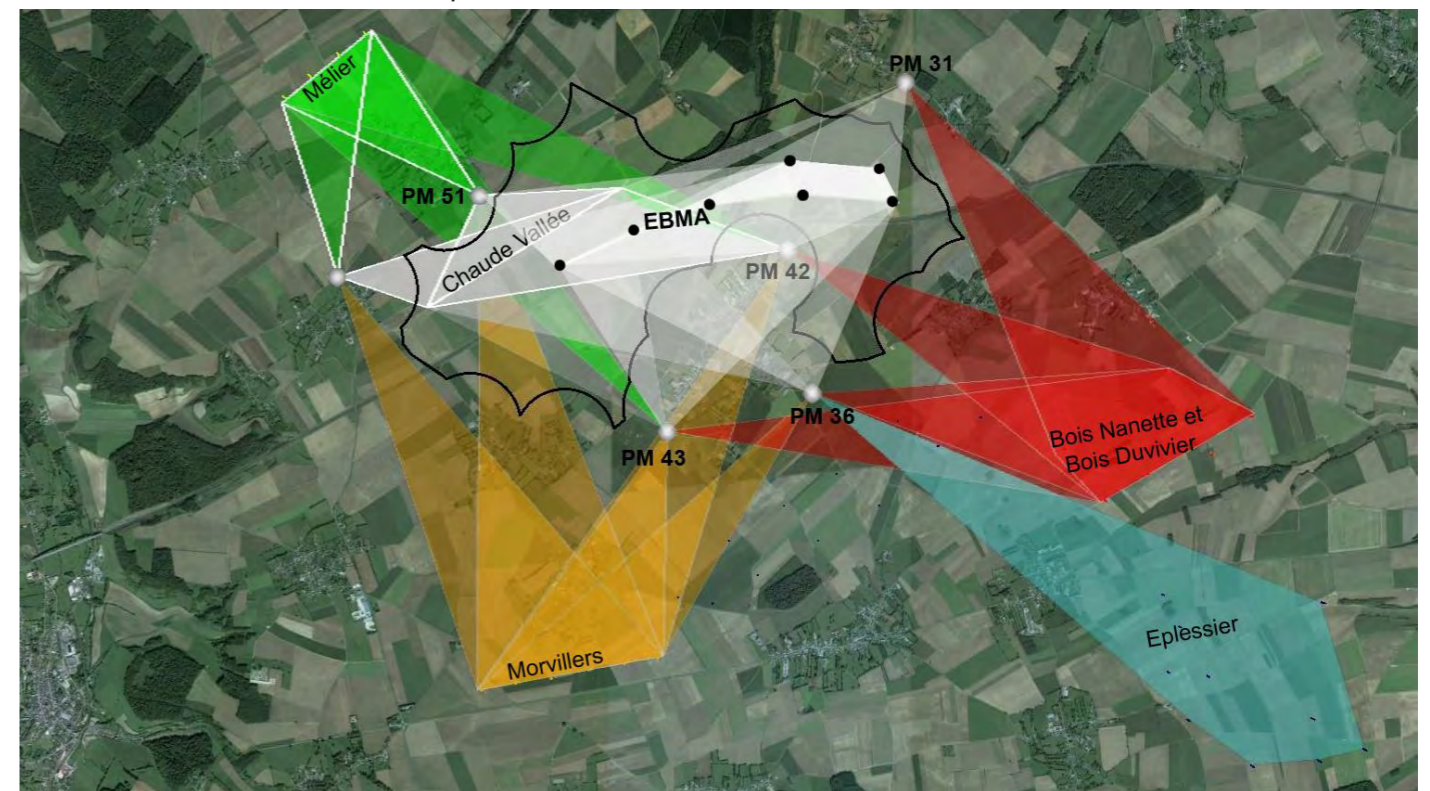 PM 31
Mélier
PM 51
Chaude Vallée
EBMA
PM 42
PM 36
PM 43
Bois Nanette et
Bois Duvivier
Eplessier
Morvillers